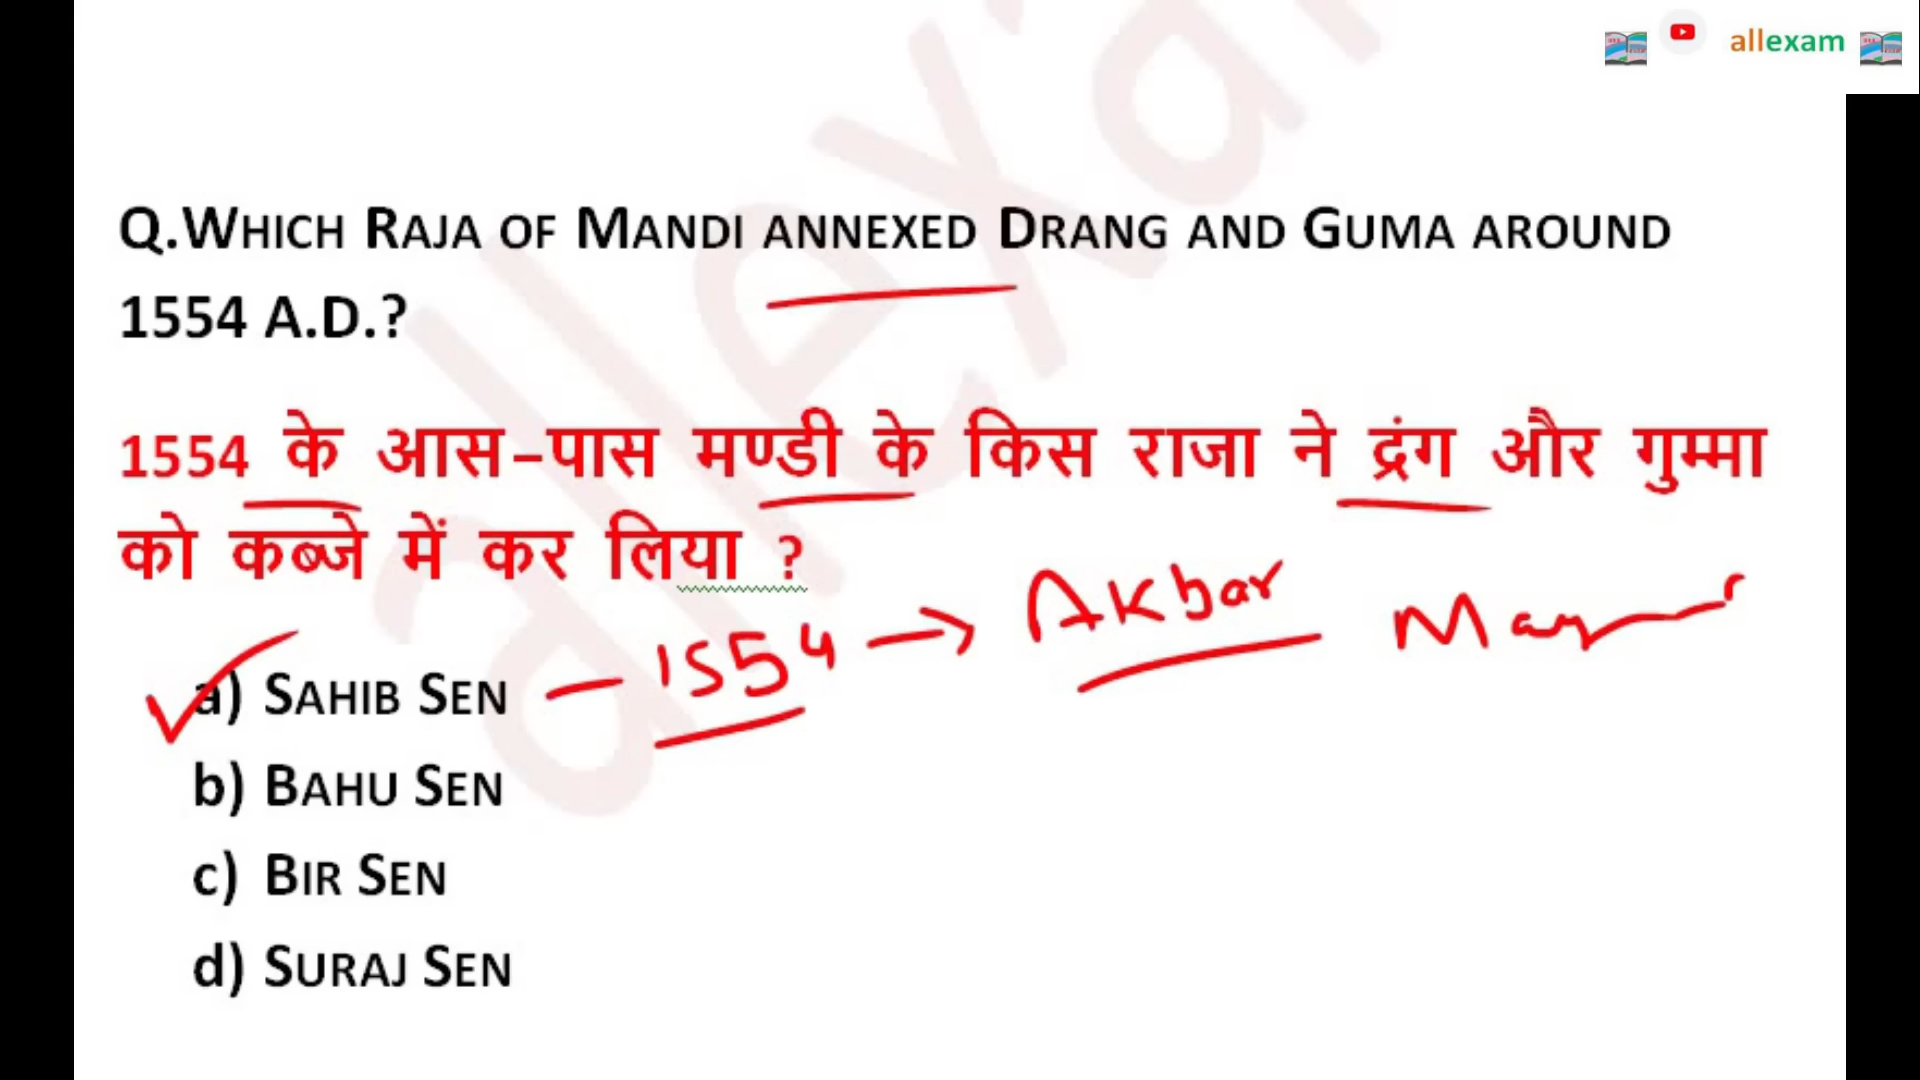 allexam
Q.Which Raja of Mandi annexed Drang and Guma around
1554 A.D.?
1554 के आस-पास मण्डी के किस राजा ने द्रंग और गुम्मा
को कब्जे में कर लिया ?
a) Sahib Sen – 1554 → Akbar
b) Bahu Sen
c) Bir Sen
d) Suraj Sen
allexam